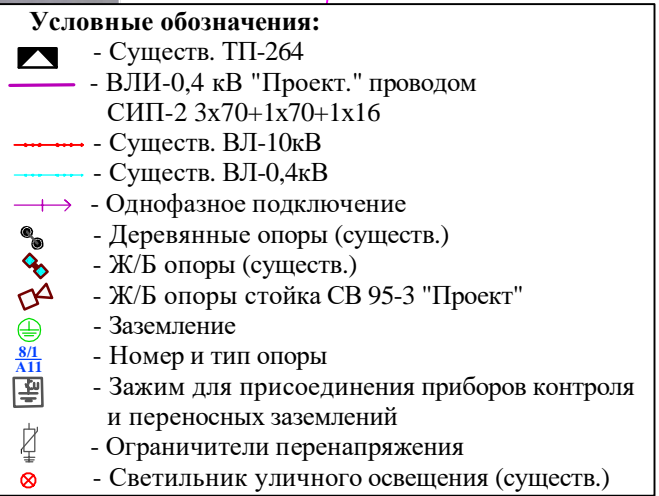 Условные обозначения:
- Существ. ТП-264
- ВЛИ-0,4 кВ "Проект." проводом
СИП-2 3х70+1х70+1х16
- Существ. ВЛ-10кВ
- Существ. ВЛ-0,4кВ
- Однофазное подключение
- Деревянные опоры (существ.)
- Ж/Б опоры (существ.)
- Ж/Б опоры стойка СВ 95-3 "Проект"
- Заземление
8/1
А11
- Номер и тип опоры
- Зажим для присоединения приборов контроля
и переносных заземлений
- Ограничители перенапряжения
- Светильник уличного освещения (существ.)